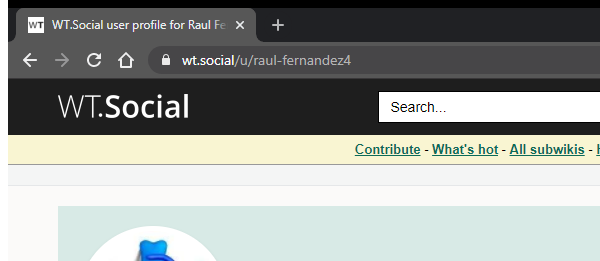 WT WT.Social user profile for Raul Fe
wt.social/u/raul-fernandez4
WT.Social Search...
Contribute - What's hot - All subwikis -